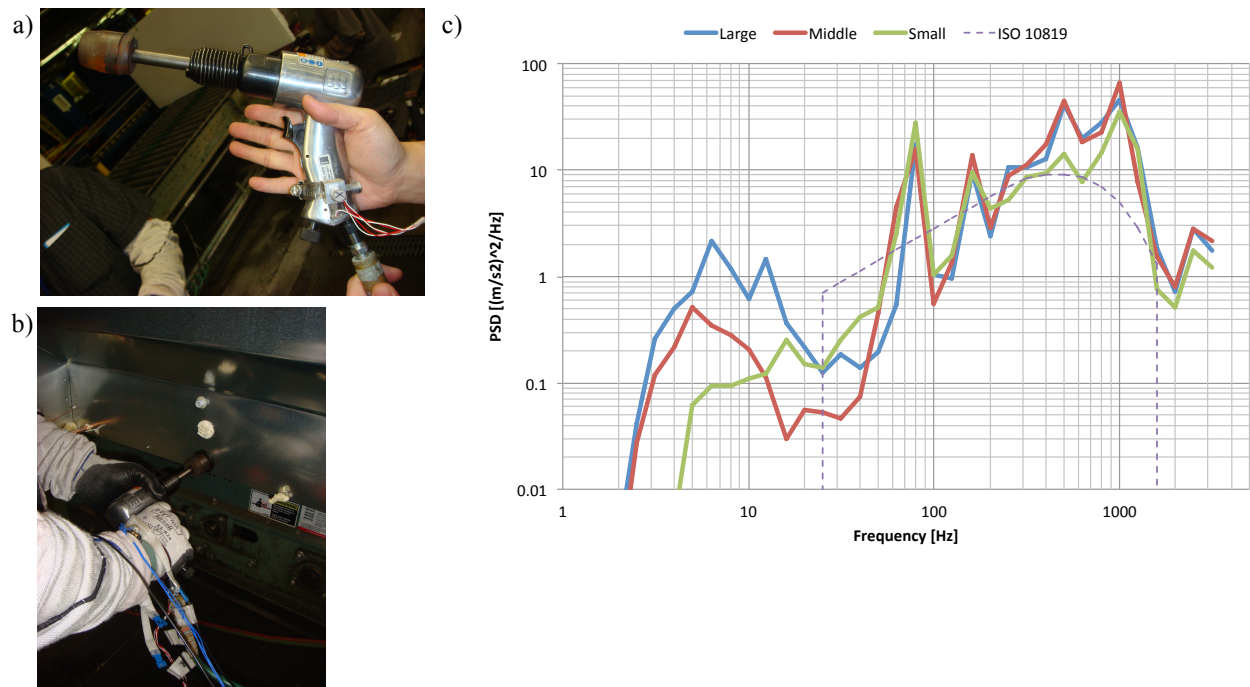 a)
b)
c)
Large Middle Small ISO 10819
PSD [(m/s2)^2/Hz]
100
10
1
0.1
0.01
1 10 100 1000
Frequency [Hz]
X